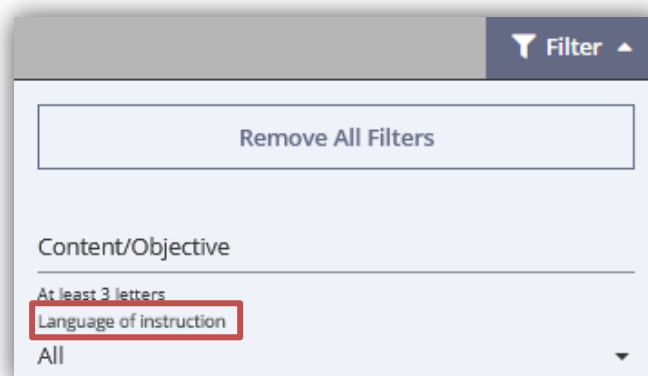 Filter
Remove All Filters
Content/Objective
At least 3 letters
Language of instruction
All